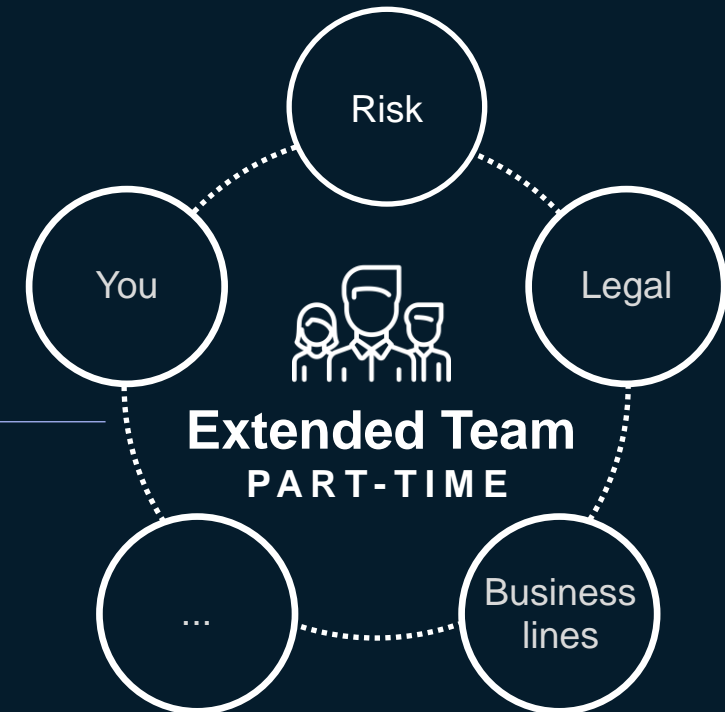 Risk
You
Legal
Extended Team
PART-TIME
...
Business
lines